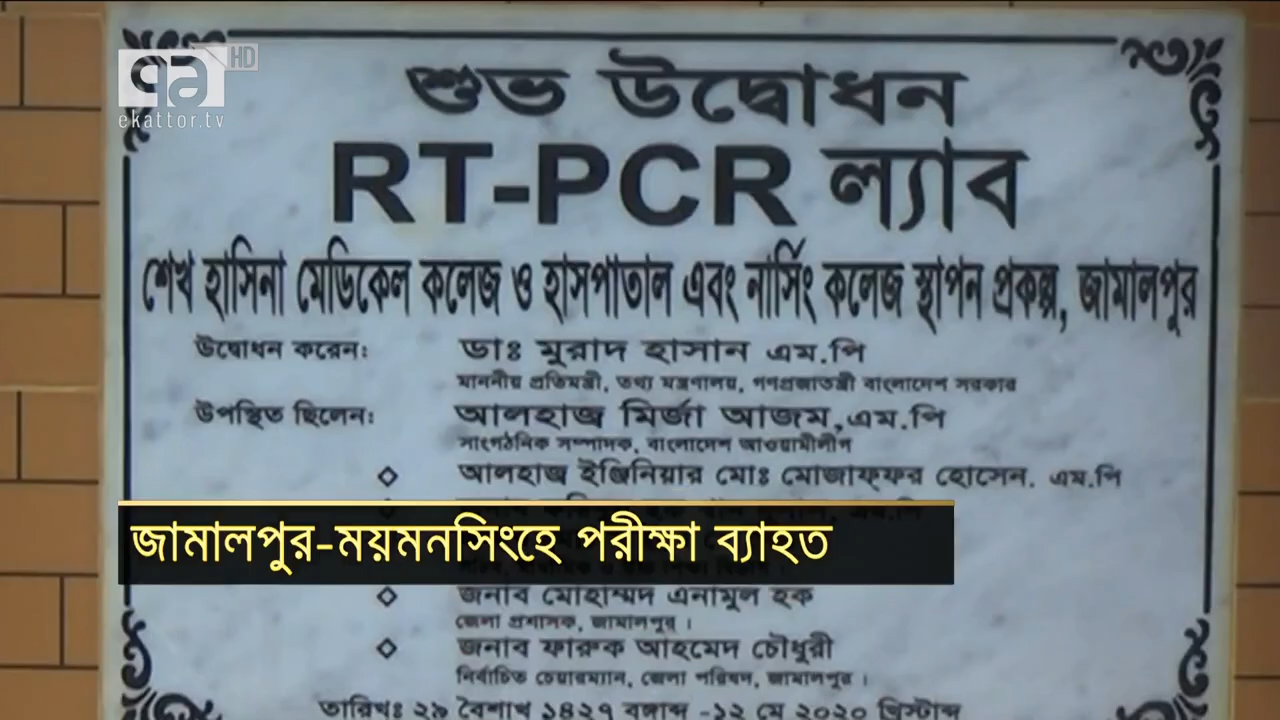 HD
৭১
ekattor.tv
শুভ উদ্বোধন
RT-PCR ল্যাব
শেখ হাসিনা মেডিকেল কলেজ ও হাসপাতাল এবং নার্সিং কলেজ স্থাপন প্রকল্প, জামালপুর
উদ্বোধন করেন: ডাঃ মুরাদ হাসান এম.পি
মাননীয় প্রতিমন্ত্রী, তথ্য মন্ত্রণালয়, গণপ্রজাতন্ত্রী বাংলাদেশ সরকার
উপস্থিত ছিলেন: আলহাজ্ব মির্জা আজম,এম.পি
সাংগঠনিক সম্পাদক, বাংলাদেশ আওয়ামীলীগ
আলহাজ্ব ইঞ্জিনিয়ার মোঃ মোজাফ্ফর হোসেন. এম.পি
জামালপুর-ময়মনসিংহে পরীক্ষা ব্যাহত
জনাব মোহাম্মদ এনামুল হক
জেলা প্রশাসক, জামালপুর ।
জনাব ফারুক আহমেদ চৌধুরী
নির্বাচিত চেয়ারম্যান, জেলা পরিষদ, জামালপুর ।
তারিখঃ ২৯ বৈশাখ ১৪২৭ বঙ্গাব্দ -১২ মে ২০২০ খ্রিস্টাব্দ